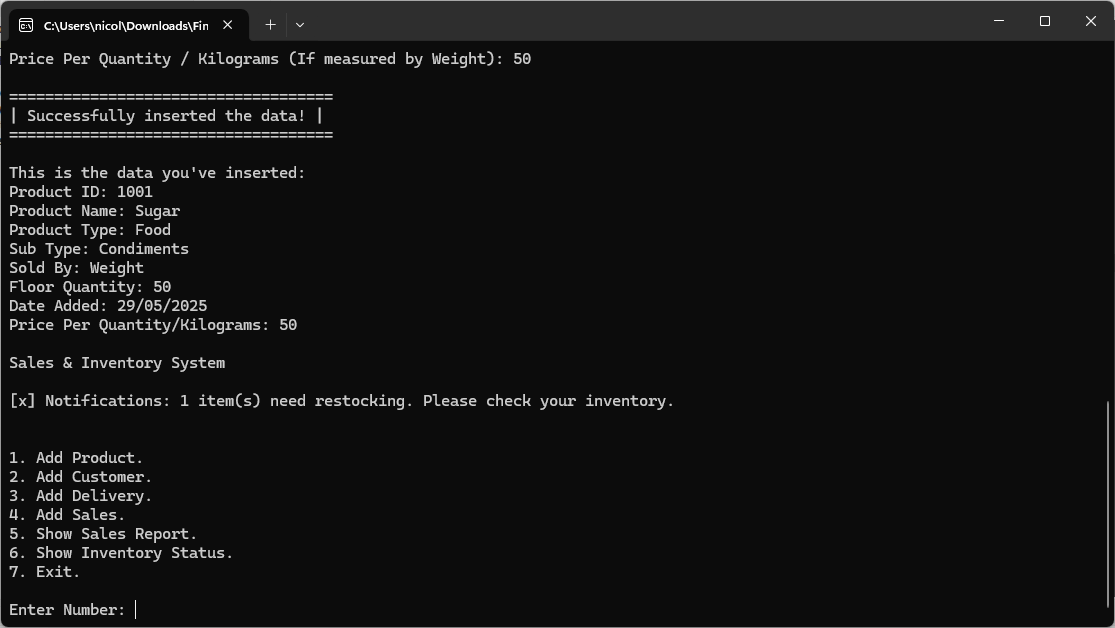 C:\Users\nicol\Downloads\Fin
Price Per Quantity / Kilograms (If measured by Weight): 50
====================================
| Successfully inserted the data! |
====================================
This is the data you've inserted:
Product ID: 1001
Product Name: Sugar
Product Type: Food
Sub Type: Condiments
Sold By: Weight
Floor Quantity: 50
Date Added: 29/05/2025
Price Per Quantity/Kilograms: 50
Sales & Inventory System
[x] Notifications: 1 item(s) need restocking. Please check your inventory.
1. Add Product.
2. Add Customer.
3. Add Delivery.
4. Add Sales.
5. Show Sales Report.
6. Show Inventory Status.
7. Exit.
Enter Number: